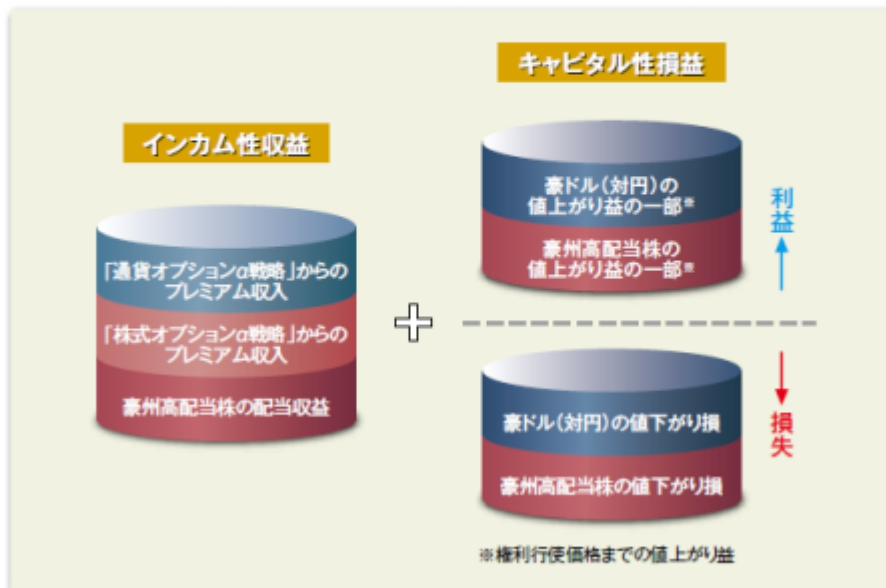 キャピタル性損益
インカム性収益
豪ドル(対円)の
値上がり益の一部※
豪州高配当株の
値上がり益の一部※
利益
「通貨オプションα戦略」からの
プレミアム収入
「株式オプションα戦略」からの
プレミアム収入
豪州高配当株の配当収益
+
豪ドル(対円)の値下がり損
豪州高配当株の値下がり損
損失
※権利行使価格までの値上がり益